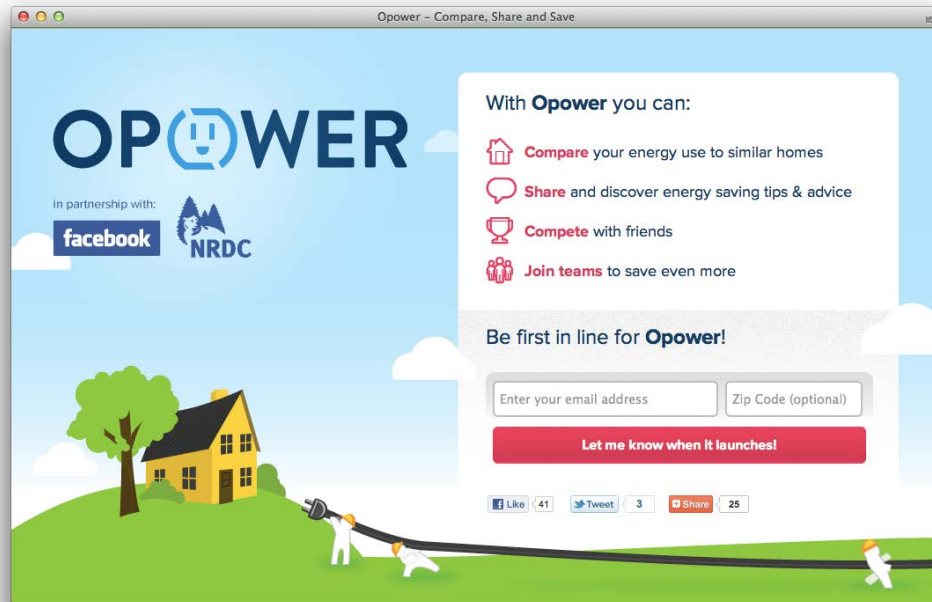 Opower – Compare, Share and Save
OPOWER
in partnership with:
facebook
NRDC
With Opower you can:
Compare your energy use to similar homes
Share and discover energy saving tips & advice
Compete with friends
Join teams to save even more
Be first in line for Opower!
Enter your email address
Zip Code (optional)
Let me know when it launches!
Like 41 Tweet 3 Share 25